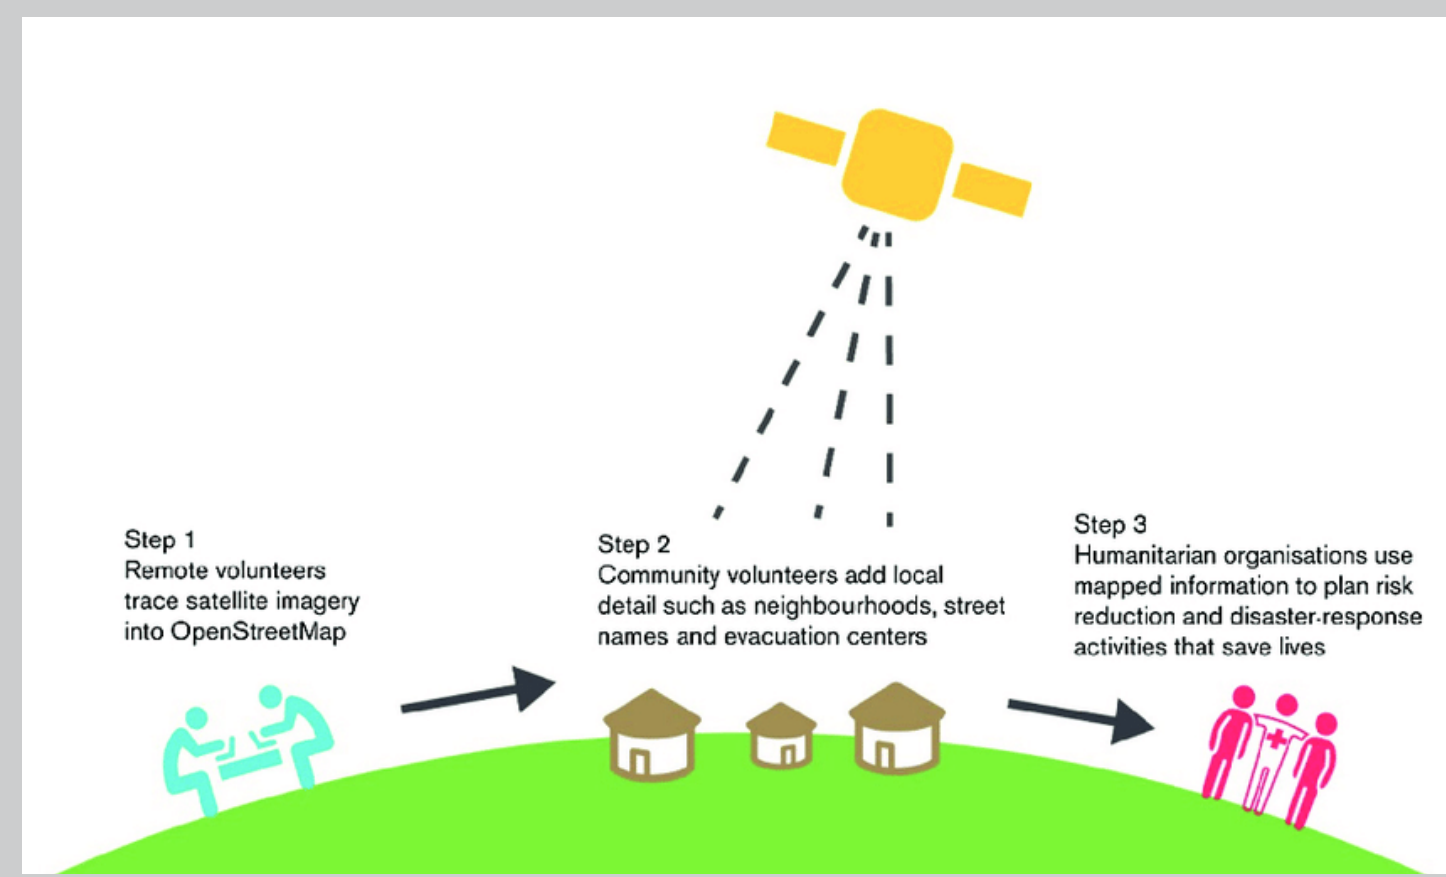 Step 1
Remote volunteers
trace satellite imagery
into OpenStreetMap
Step 2
Community volunteers add local
detail such as neighbourhoods, street
names and evacuation centers
Step 3
Humanitarian organisations use
mapped information to plan risk
reduction and disaster-response
activities that save lives